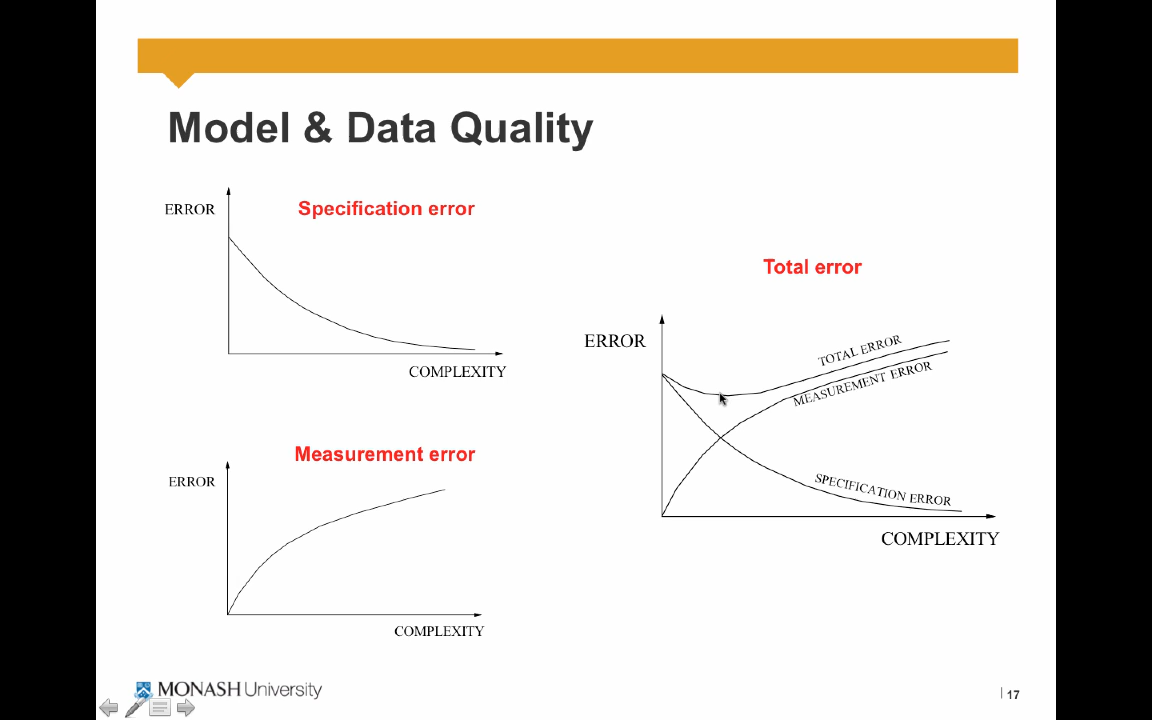 Model & Data Quality
ERROR
Specification error
COMPLEXITY
Measurement error
ERROR
COMPLEXITY
Total error
ERROR
TOTAL ERROR
MEASUREMENT ERROR
SPECIFICATION ERROR
COMPLEXITY
MONASH University
17